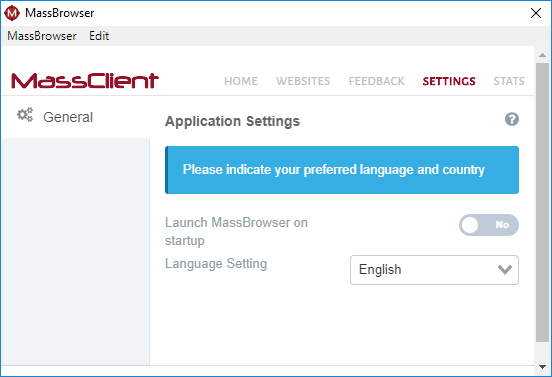 MassBrowser
MassBrowser Edit
MassClient HOME WEBSITES FEEDBACK SETTINGS STATS
General
Application Settings ?
Please indicate your preferred language and country
Launch MassBrowser on
startup
No
Language Setting
English